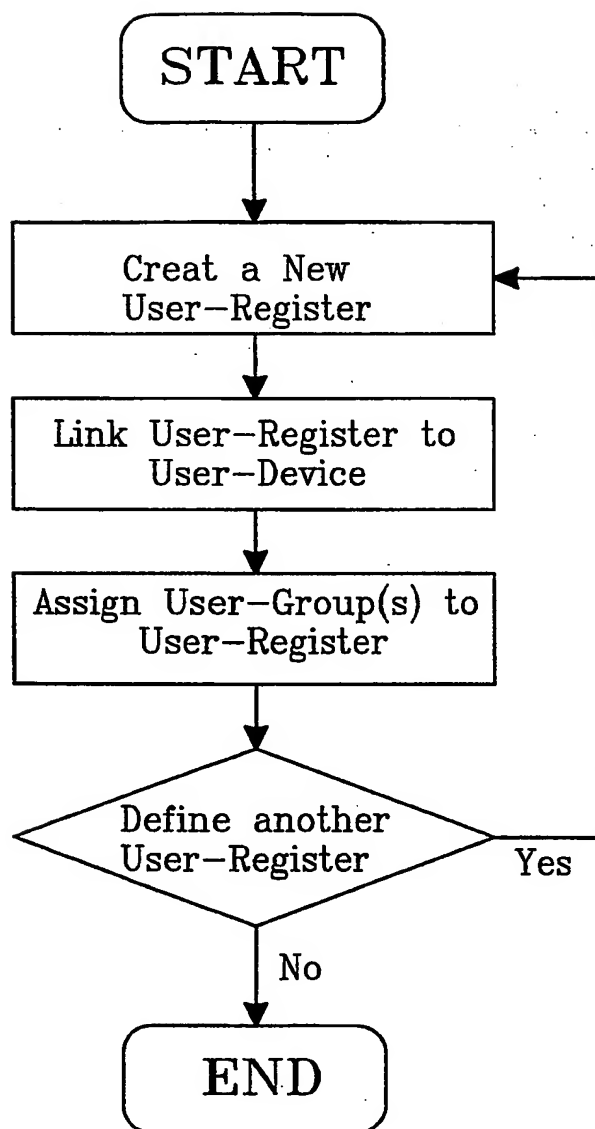 START
Creat a New
User-Register
Link User-Register to
User-Device
Assign User-Group(s) to
User-Register
Define another
User-Register
Yes
No
END